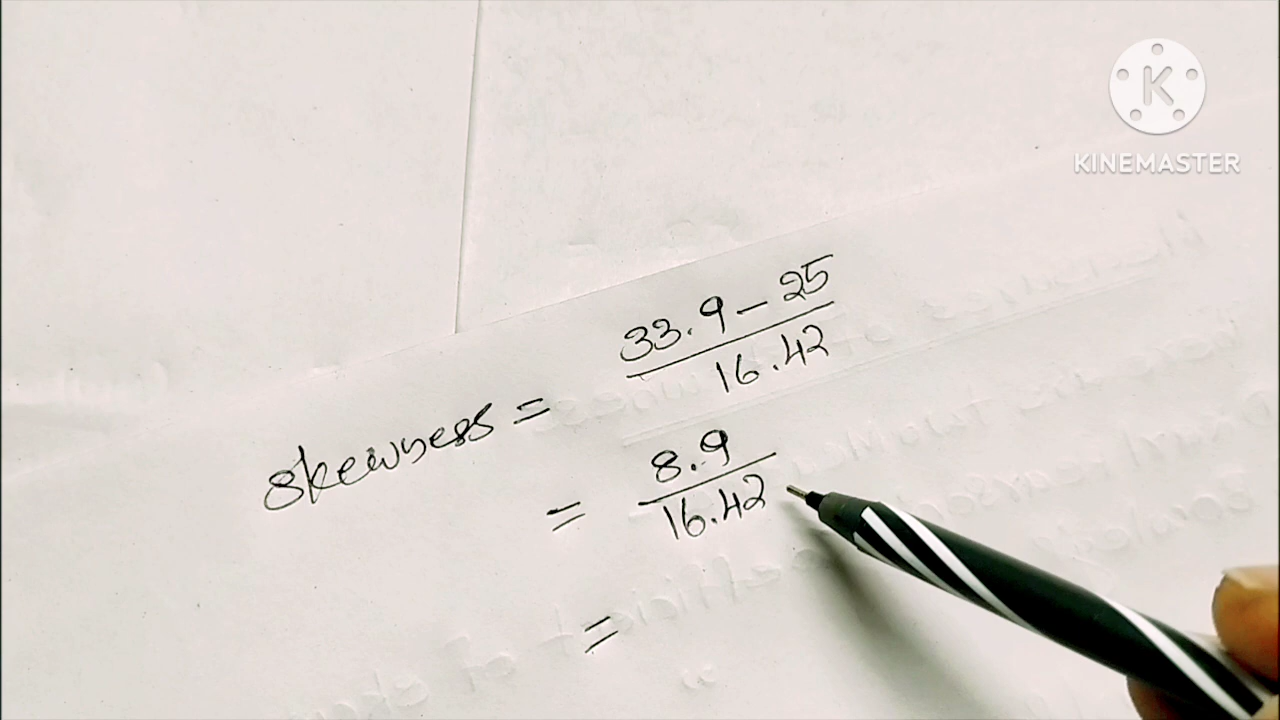 KINEMASTER
33.9 - 25
skewness = ――――
16.42
8.9
= ――――
16.42
=